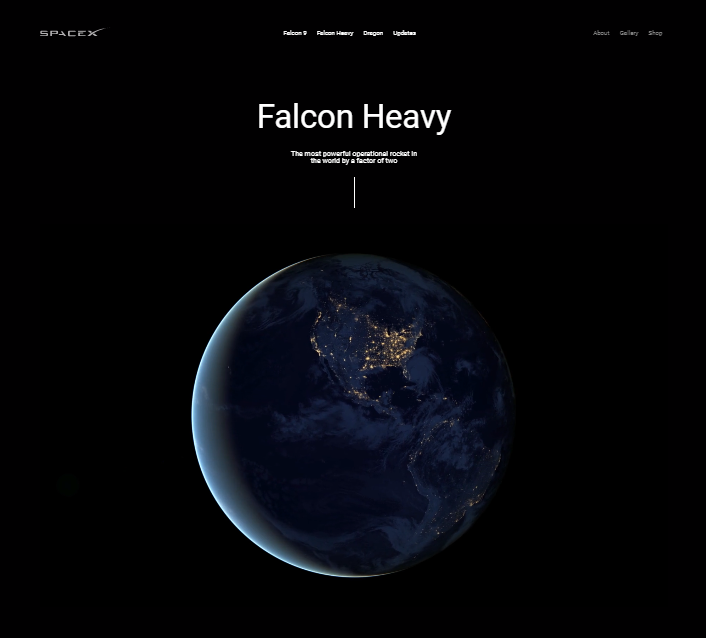 SPACEX
Falcon 9 Falcon Heavy Dragon Updates
About Gallery Shop
Falcon Heavy
The most powerful operational rocket in
the world by a factor of two